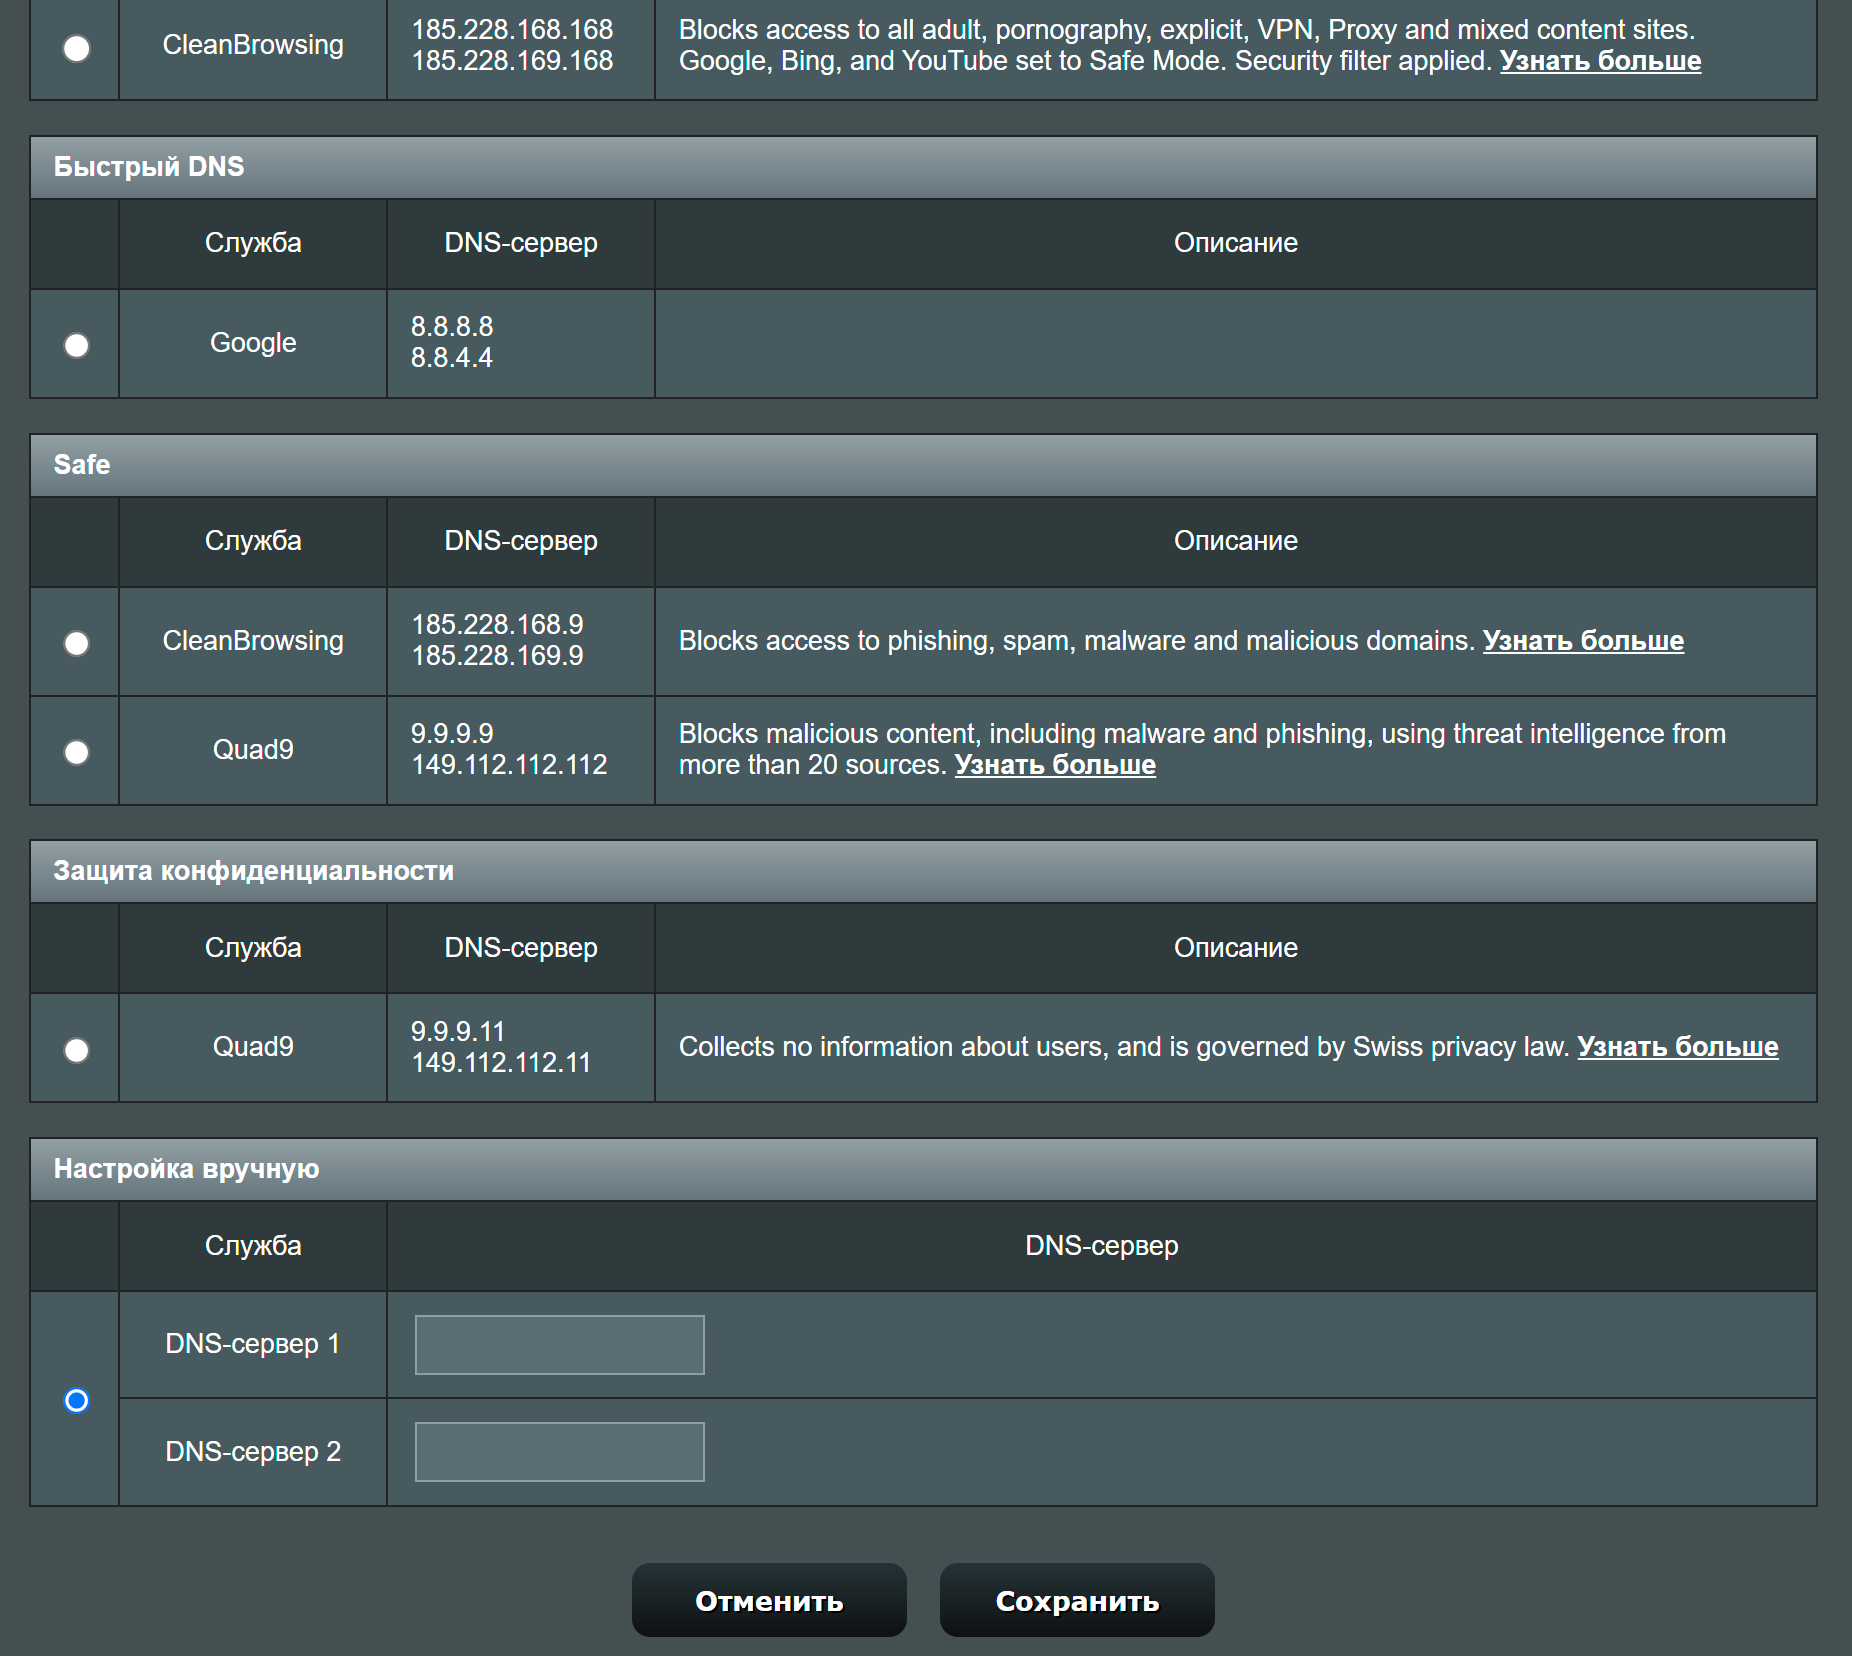 CleanBrowsing
185.228.168.168
185.228.169.168
Blocks access to all adult, pornography, explicit, VPN, Proxy and mixed content sites.
Google, Bing, and YouTube set to Safe Mode. Security filter applied. Узнать больше
Быстрый DNS
Служба DNS-сервер Описание
Google
8.8.8.8
8.8.4.4
Safe
Служба DNS-сервер Описание
CleanBrowsing
185.228.168.9
185.228.169.9
Blocks access to phishing, spam, malware and malicious domains. Узнать больше
Quad9
9.9.9.9
149.112.112.112
Blocks malicious content, including malware and phishing, using threat intelligence from
more than 20 sources. Узнать больше
Защита конфиденциальности
Служба DNS-сервер Описание
Quad9
9.9.9.11
149.112.112.11
Collects no information about users, and is governed by Swiss privacy law. Узнать больше
Настройка вручную
Служба DNS-сервер
DNS-сервер 1
DNS-сервер 2
Отменить Сохранить